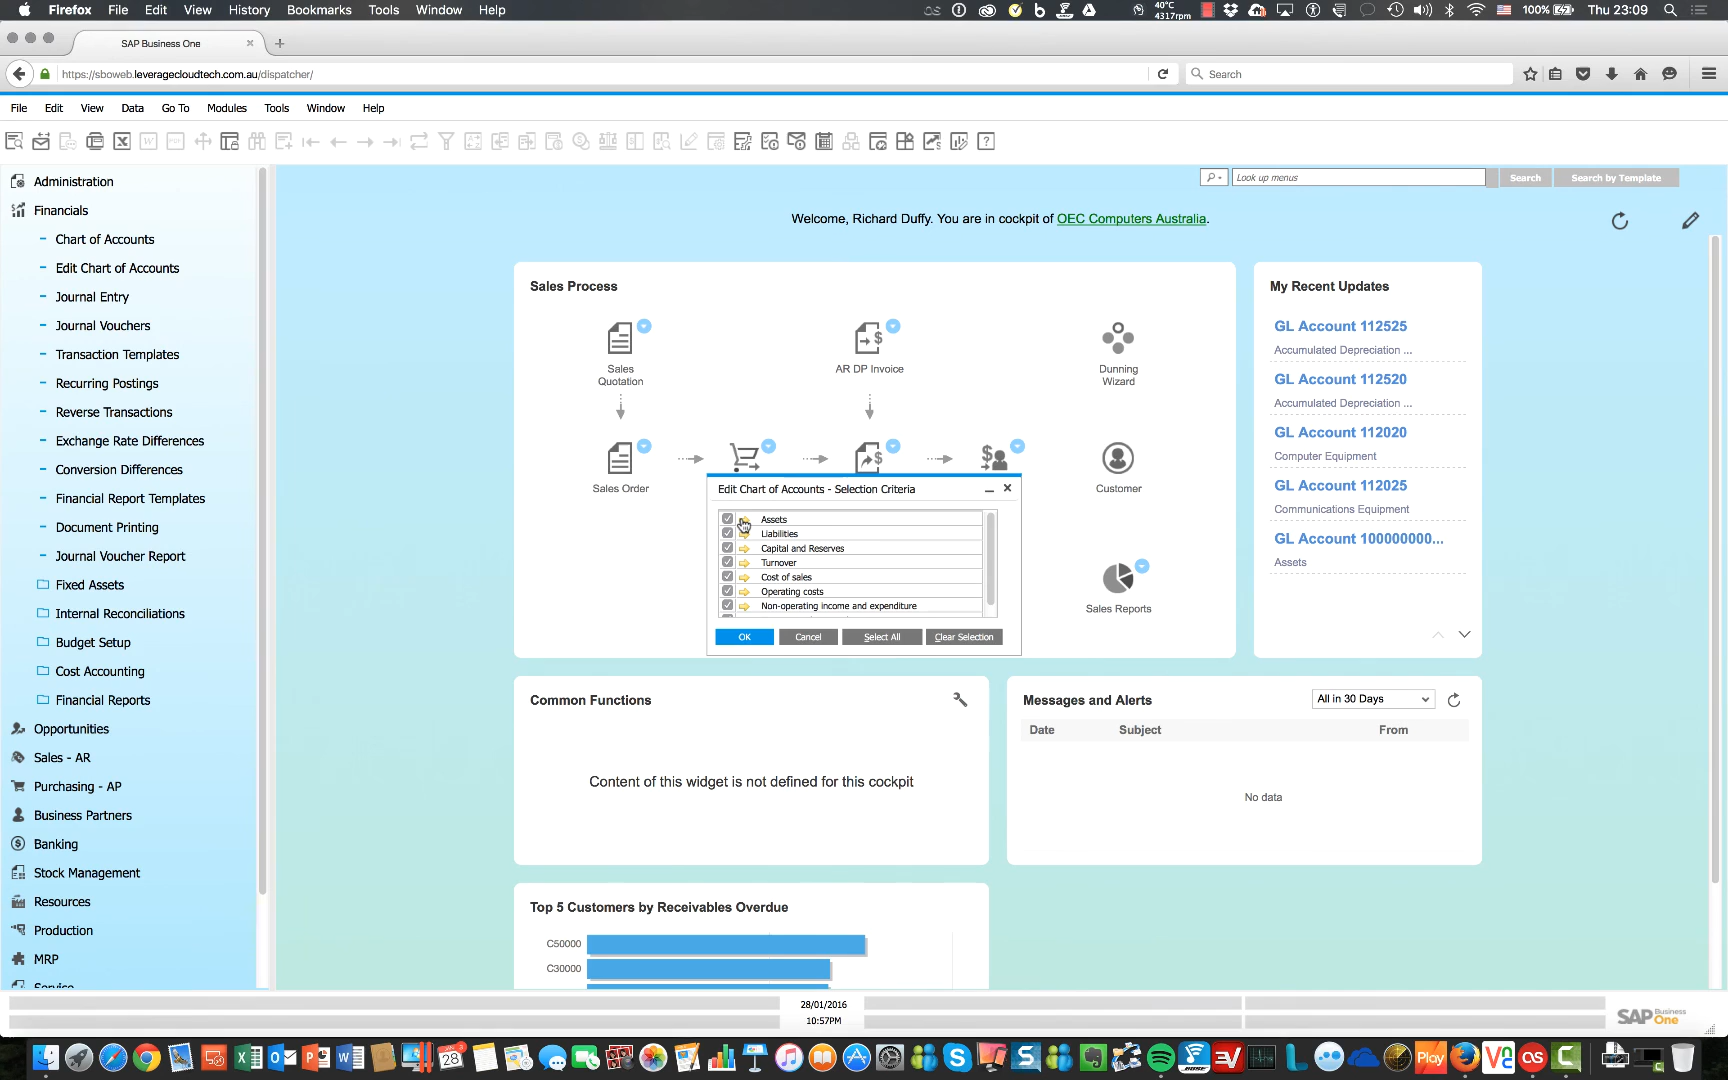 Firefox File Edit View History Bookmarks Tools Window Help
40°C
4317rpm
100%
Thu 23:09
SAP Business One
https://sboweb.leveragecloudtech.com.au/dispatcher/
Search
File Edit View Data Go To Modules Tools Window Help
Administration
Financials
Chart of Accounts
Edit Chart of Accounts
Journal Entry
Journal Vouchers
Transaction Templates
Recurring Postings
Reverse Transactions
Exchange Rate Differences
Conversion Differences
Financial Report Templates
Document Printing
Journal Voucher Report
Fixed Assets
Internal Reconciliations
Budget Setup
Cost Accounting
Financial Reports
Opportunities
Sales - AR
Purchasing - AP
Business Partners
Banking
Stock Management
Resources
Production
MRP
Service
Look up menus
Search
Search by Template
Welcome, Richard Duffy. You are in cockpit of OEC Computers Australia.
Sales Process
Sales
Quotation
AR DP Invoice
Dunning
Wizard
Sales Order
Customer
Sales Reports
Edit Chart of Accounts - Selection Criteria
Assets
Liabilities
Capital and Reserves
Turnover
Cost of sales
Operating costs
Non-operating income and expenditure
OK Cancel Select All Clear Selection
My Recent Updates
GL Account 112525
Accumulated Depreciation ...
GL Account 112520
Accumulated Depreciation ...
GL Account 112020
Computer Equipment
GL Account 112025
Communications Equipment
GL Account 100000000...
Assets
Common Functions
Content of this widget is not defined for this cockpit
Messages and Alerts
All in 30 Days
Date Subject From
No data
Top 5 Customers by Receivables Overdue
C50000
C30000
28/01/2016
10:57PM
SAP Business
One
28
Play